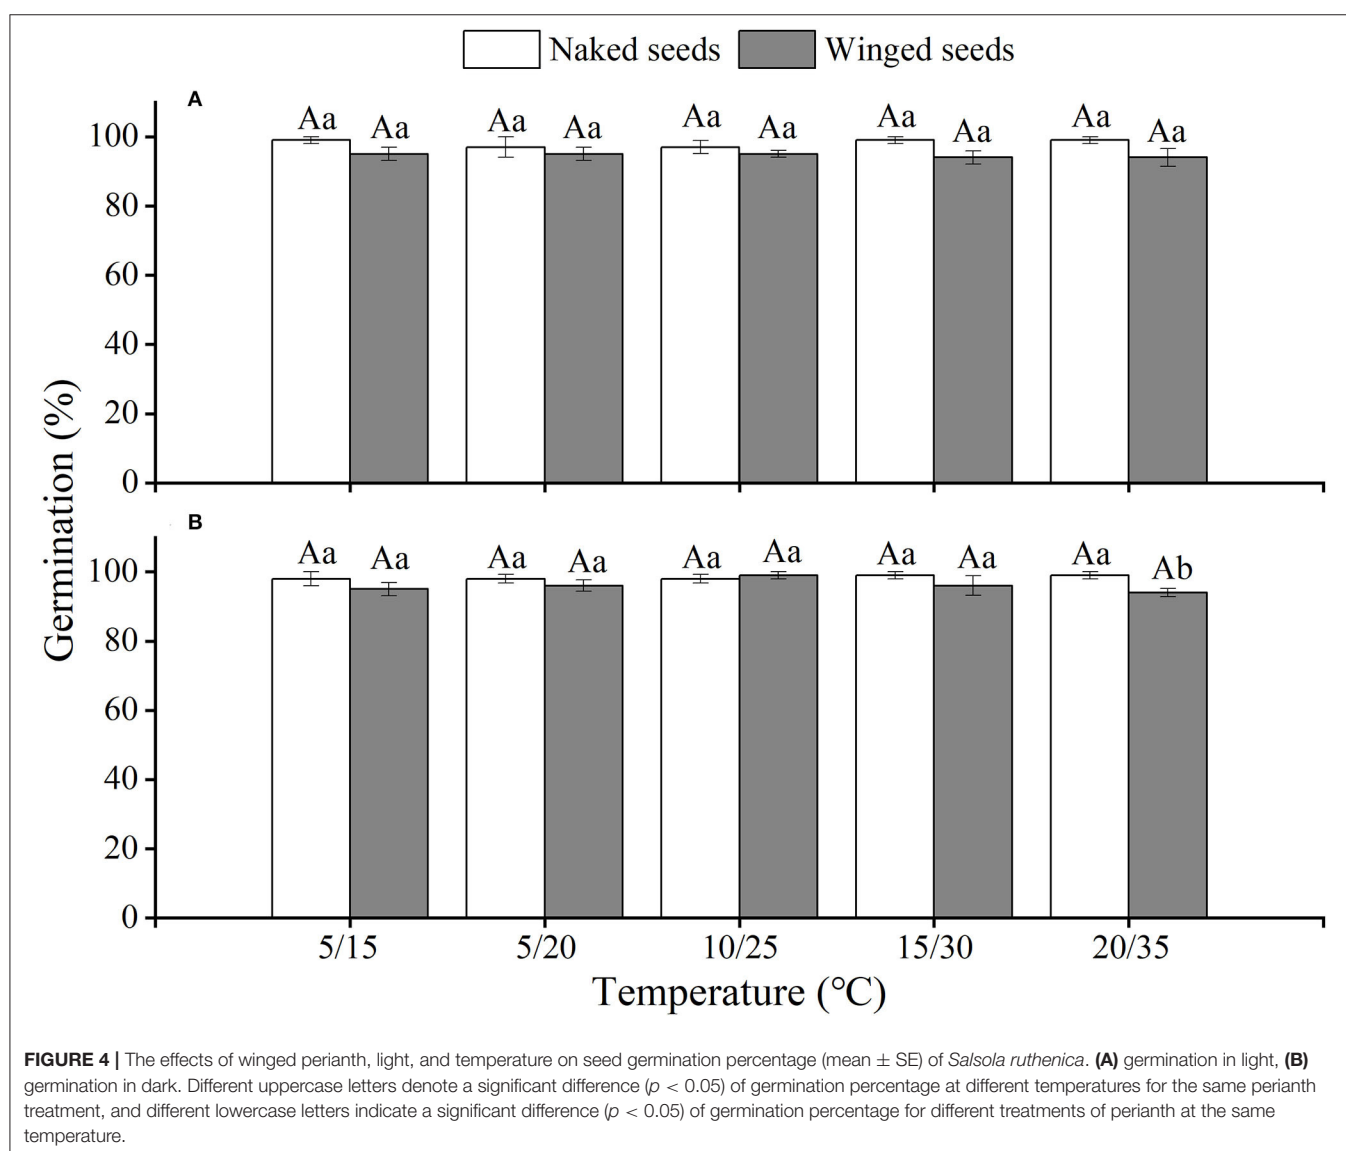 Naked seeds Winged seeds
A
Aa Aa Aa Aa Aa Aa Aa Aa Aa Aa
100
80
60
40
20
0
Germination (%)
B
Aa Aa Aa Aa Aa Aa Aa Aa Aa Ab
100
80
60
40
20
0
5/15 5/20 10/25 15/30 20/35
Temperature (°C)
FIGURE 4 | The effects of winged perianth, light, and temperature on seed germination percentage (mean ± SE) of Salsola ruthenica. (A) germination in light, (B)
germination in dark. Different uppercase letters denote a significant difference (p < 0.05) of germination percentage at different temperatures for the same perianth
treatment, and different lowercase letters indicate a significant difference (p < 0.05) of germination percentage for different treatments of perianth at the same
temperature.